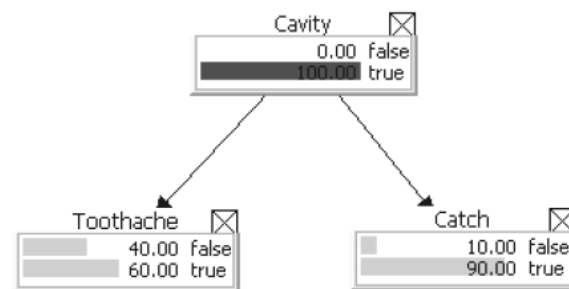 Cavity
0.00 false
100.00 true
Toothache
40.00 false
60.00 true
Catch
10.00 false
90.00 true